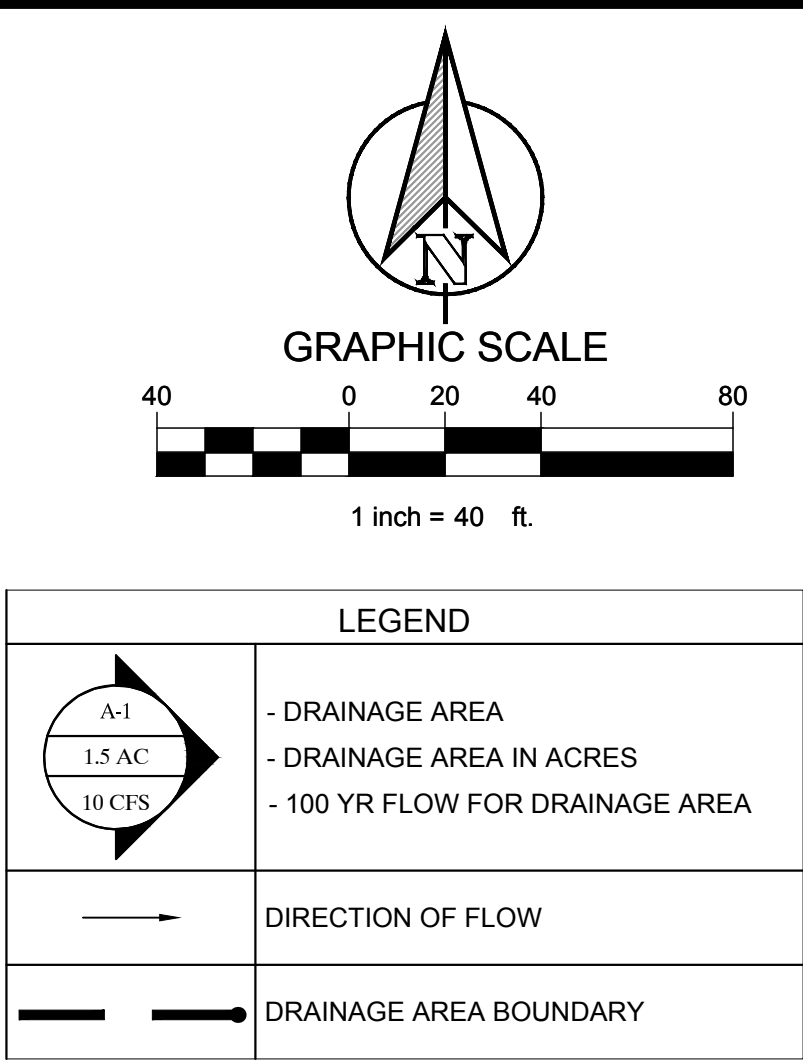 N
GRAPHIC SCALE
40 0 20 40 80
1 inch = 40 ft.
LEGEND
A-1
1.5 AC
10 CFS
- DRAINAGE AREA
- DRAINAGE AREA IN ACRES
- 100 YR FLOW FOR DRAINAGE AREA
DIRECTION OF FLOW
DRAINAGE AREA BOUNDARY